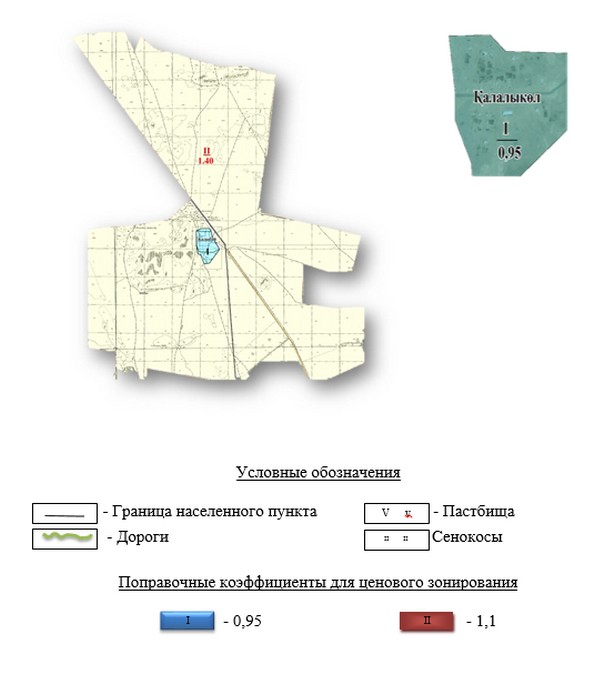 Қалалыкөл
I
0,95
II
1.40
I
Условные обозначения
- Граница населенного пункта
V v - Пастбища
- Дороги
" " Сенокосы
Поправочные коэффициенты для ценового зонирования
I - 0,95
II - 1,1